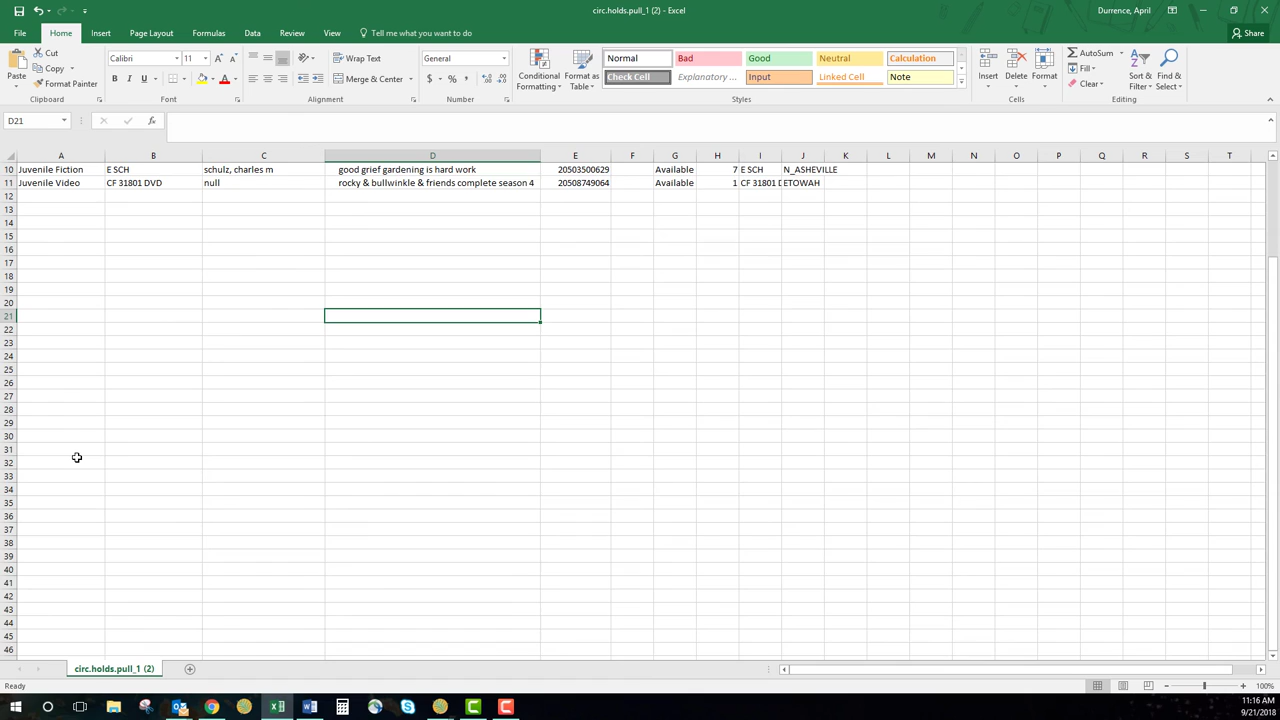 circ.holds.pull_1 (2) - Excel
Durrence, April
File Home Insert Page Layout Formulas Data Review View Tell me what you want to do Share
Paste
Cut
Copy
Format Painter
Clipboard
Calibri 11
B I U
Font
Wrap Text
Merge & Center
Alignment
General
$ % ,
Number
Conditional Formatting
Format as Table
Normal Bad Good Neutral Calculation
Check Cell Explanatory ... Input Linked Cell Note
Styles
Insert Delete Format
Cells
AutoSum
Fill
Clear
Sort & Filter
Find & Select
Editing
D21 fx
A B C D E F G H I J K L M N O P Q R S T
10 Juvenile Fiction E SCH schulz, charles m good grief gardening is hard work 20503500629 Available 7 E SCH N_ASHEVILLE
11 Juvenile Video CF 31801 DVD null rocky & bullwinkle & friends complete season 4 20508749064 Available 1 CF 31801 D ETOWAH
12
13
14
15
16
17
18
19
20
21
22
23
24
25
26
27
28
29
30
31
32
33
34
35
36
37
38
39
40
41
42
43
44
45
46
circ.holds.pull_1 (2)
Ready
100%
11:16 AM
9/21/2018